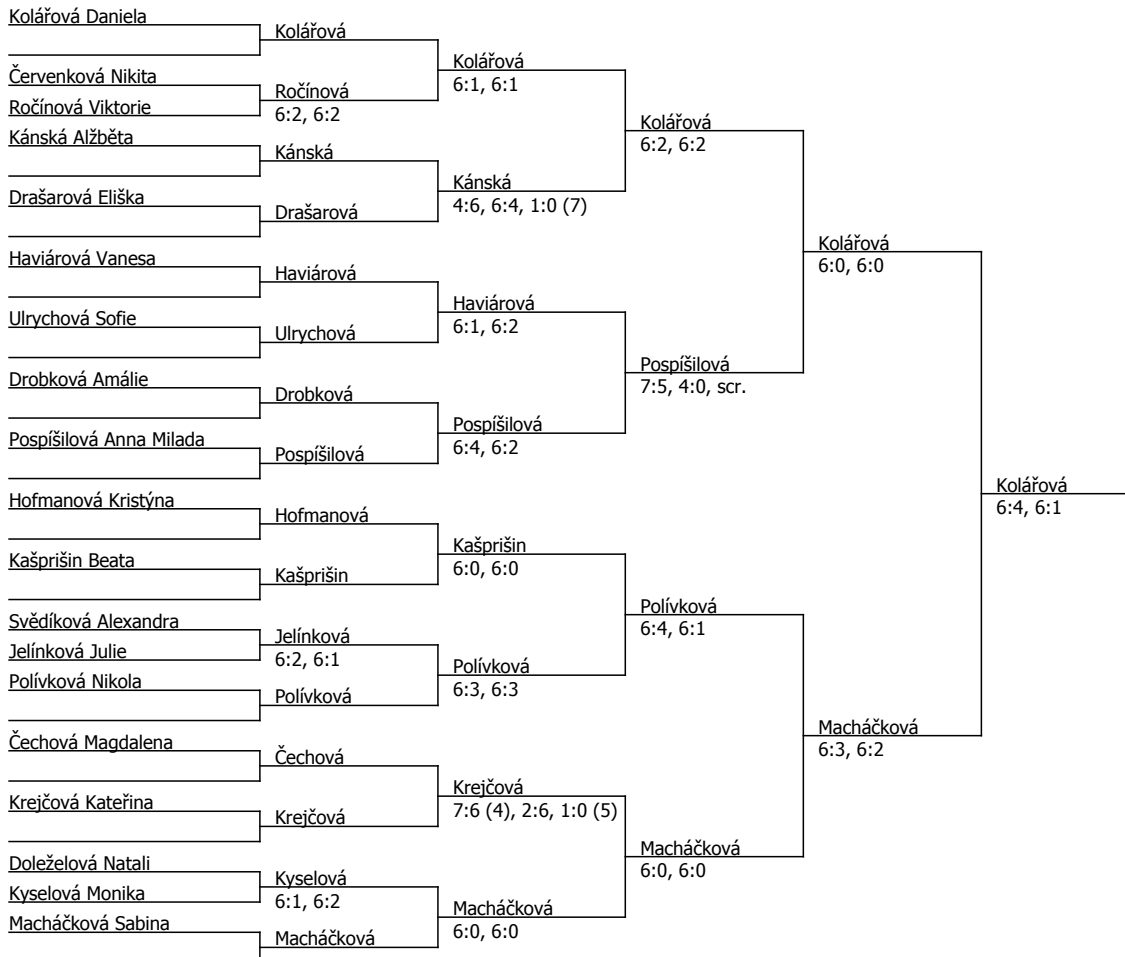 Kolářová Daniela
Kolářová
Kolářová
6:1, 6:1
Červenková Nikita
Ročínová
6:2, 6:2
Ročínová Viktorie
Kolářová
6:2, 6:2
Kánská Alžběta
Kánská
Kánská
4:6, 6:4, 1:0 (7)
Drašarová Eliška
Drašarová
Kolářová
6:0, 6:0
Haviárová Vanesa
Haviárová
Haviárová
6:1, 6:2
Ulrychová Sofie
Ulrychová
Pospíšilová
7:5, 4:0, scr.
Drobková Amálie
Drobková
Pospíšilová
6:4, 6:2
Pospíšilová Anna Milada
Pospíšilová
Kolářová
6:4, 6:1
Hofmanová Kristýna
Hofmanová
Kašprišin
6:0, 6:0
Kašprišin Beata
Kašprišin
Polívková
6:4, 6:1
Svědíková Alexandra
Jelínková
6:2, 6:1
Jelínková Julie
Polívková
6:3, 6:3
Polívková Nikola
Polívková
Macháčková
6:3, 6:2
Čechová Magdalena
Čechová
Krejčová
7:6 (4), 2:6, 1:0 (5)
Krejčová Kateřina
Krejčová
Macháčková
6:0, 6:0
Doleželová Natali
Kyselová
6:1, 6:2
Kyselová Monika
Macháčková
6:0, 6:0
Macháčková Sabina
Macháčková